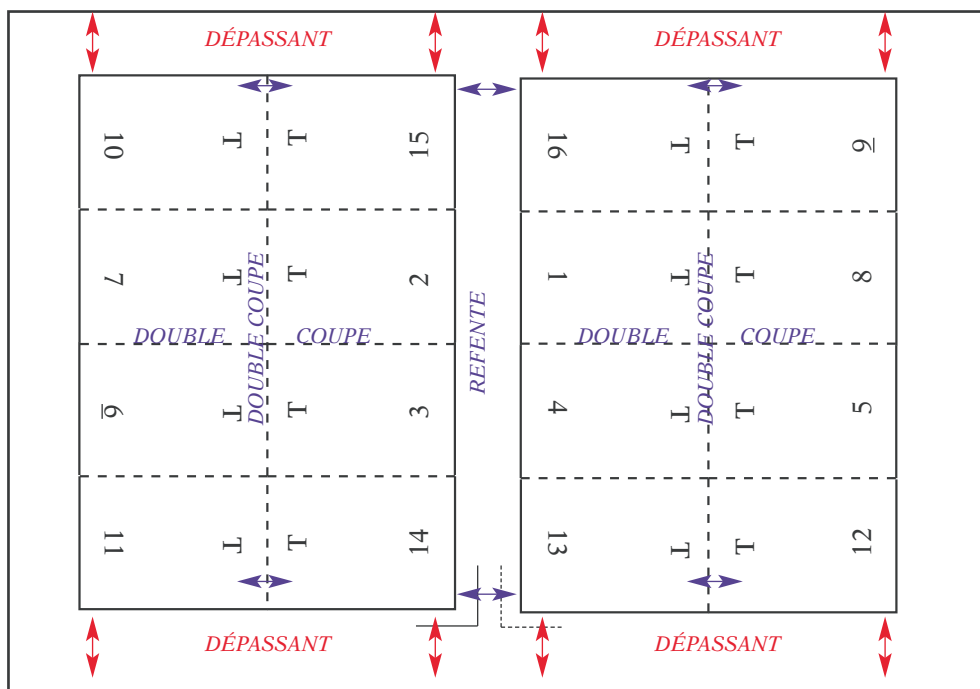 DÉPASSANT
DÉPASSANT
10 T T 15
16 T T 9
7 T T 2
1 T T 8
DOUBLE COUPE
DOUBLE COUPE
REFENTE
DOUBLE COUPE
DOUBLE COUPE
6 T T 3
4 T T 5
11 T T 14
13 T T 12
DÉPASSANT
DÉPASSANT